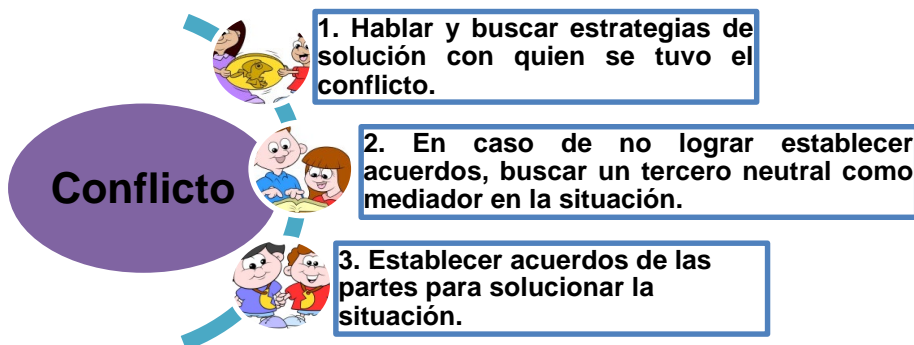 Conflicto
1. Hablar y buscar estrategias de
solución con quien se tuvo el
conflicto.
2. En caso de no lograr establecer
acuerdos, buscar un tercero neutral como
mediador en la situación.
3. Establecer acuerdos de las
partes para solucionar la
situación.